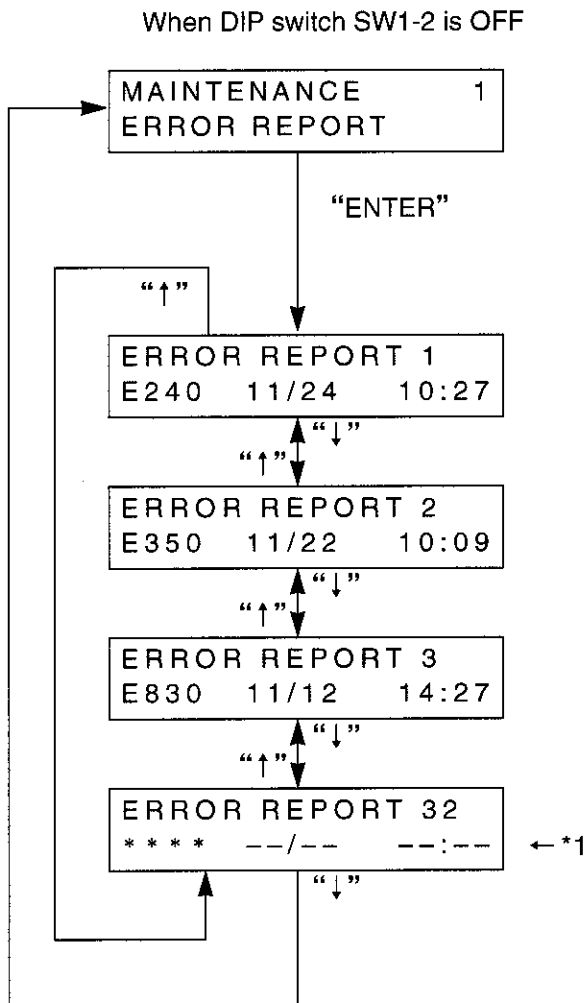 When DIP switch SW1-2 is OFF
MAINTENANCE 1
ERROR REPORT
“ENTER”
“↑”
ERROR REPORT 1
E240 11/24 10:27
“↓”
“↑”
ERROR REPORT 2
E350 11/22 10:09
“↓”
“↑”
ERROR REPORT 3
E830 11/12 14:27
“↓”
“↑”
ERROR REPORT 32
**** --/-- --:-- ←*1
“↓”